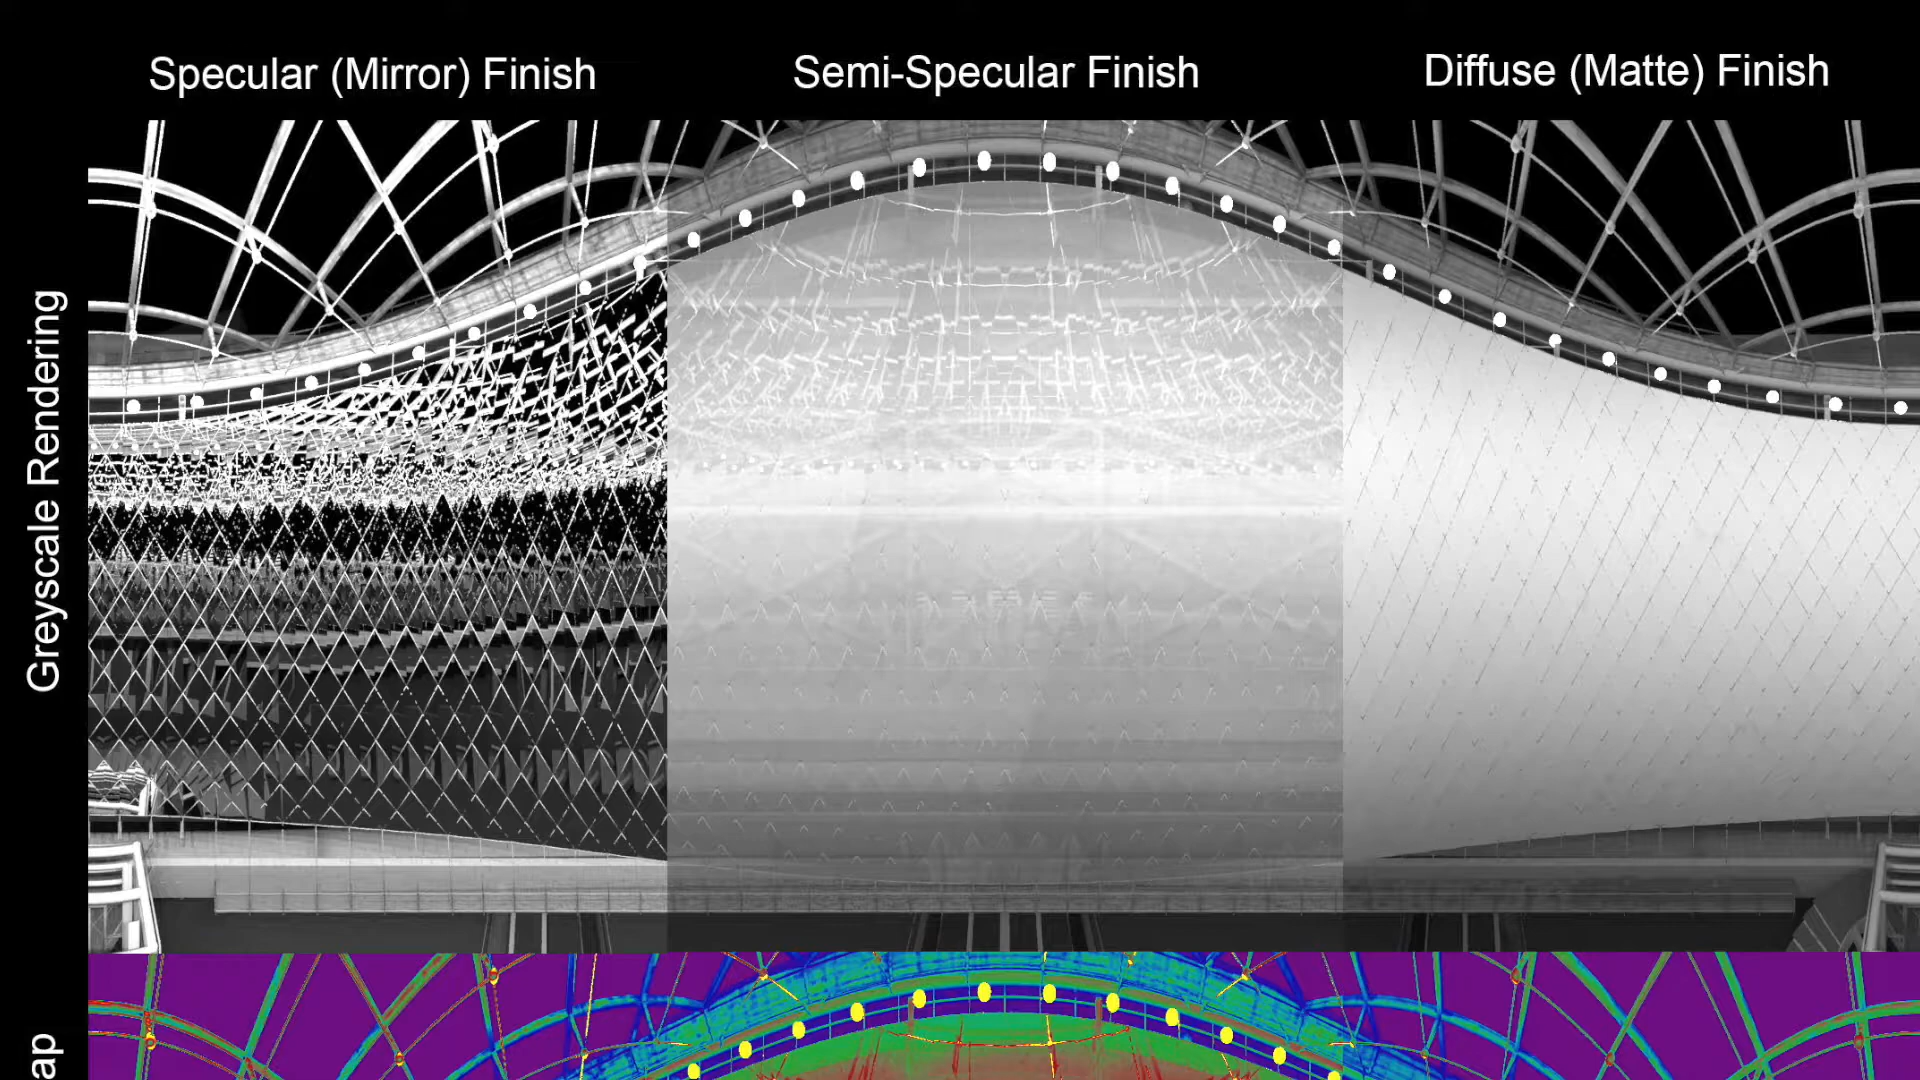 Specular (Mirror) Finish
Semi-Specular Finish
Diffuse (Matte) Finish
Greyscale Rendering